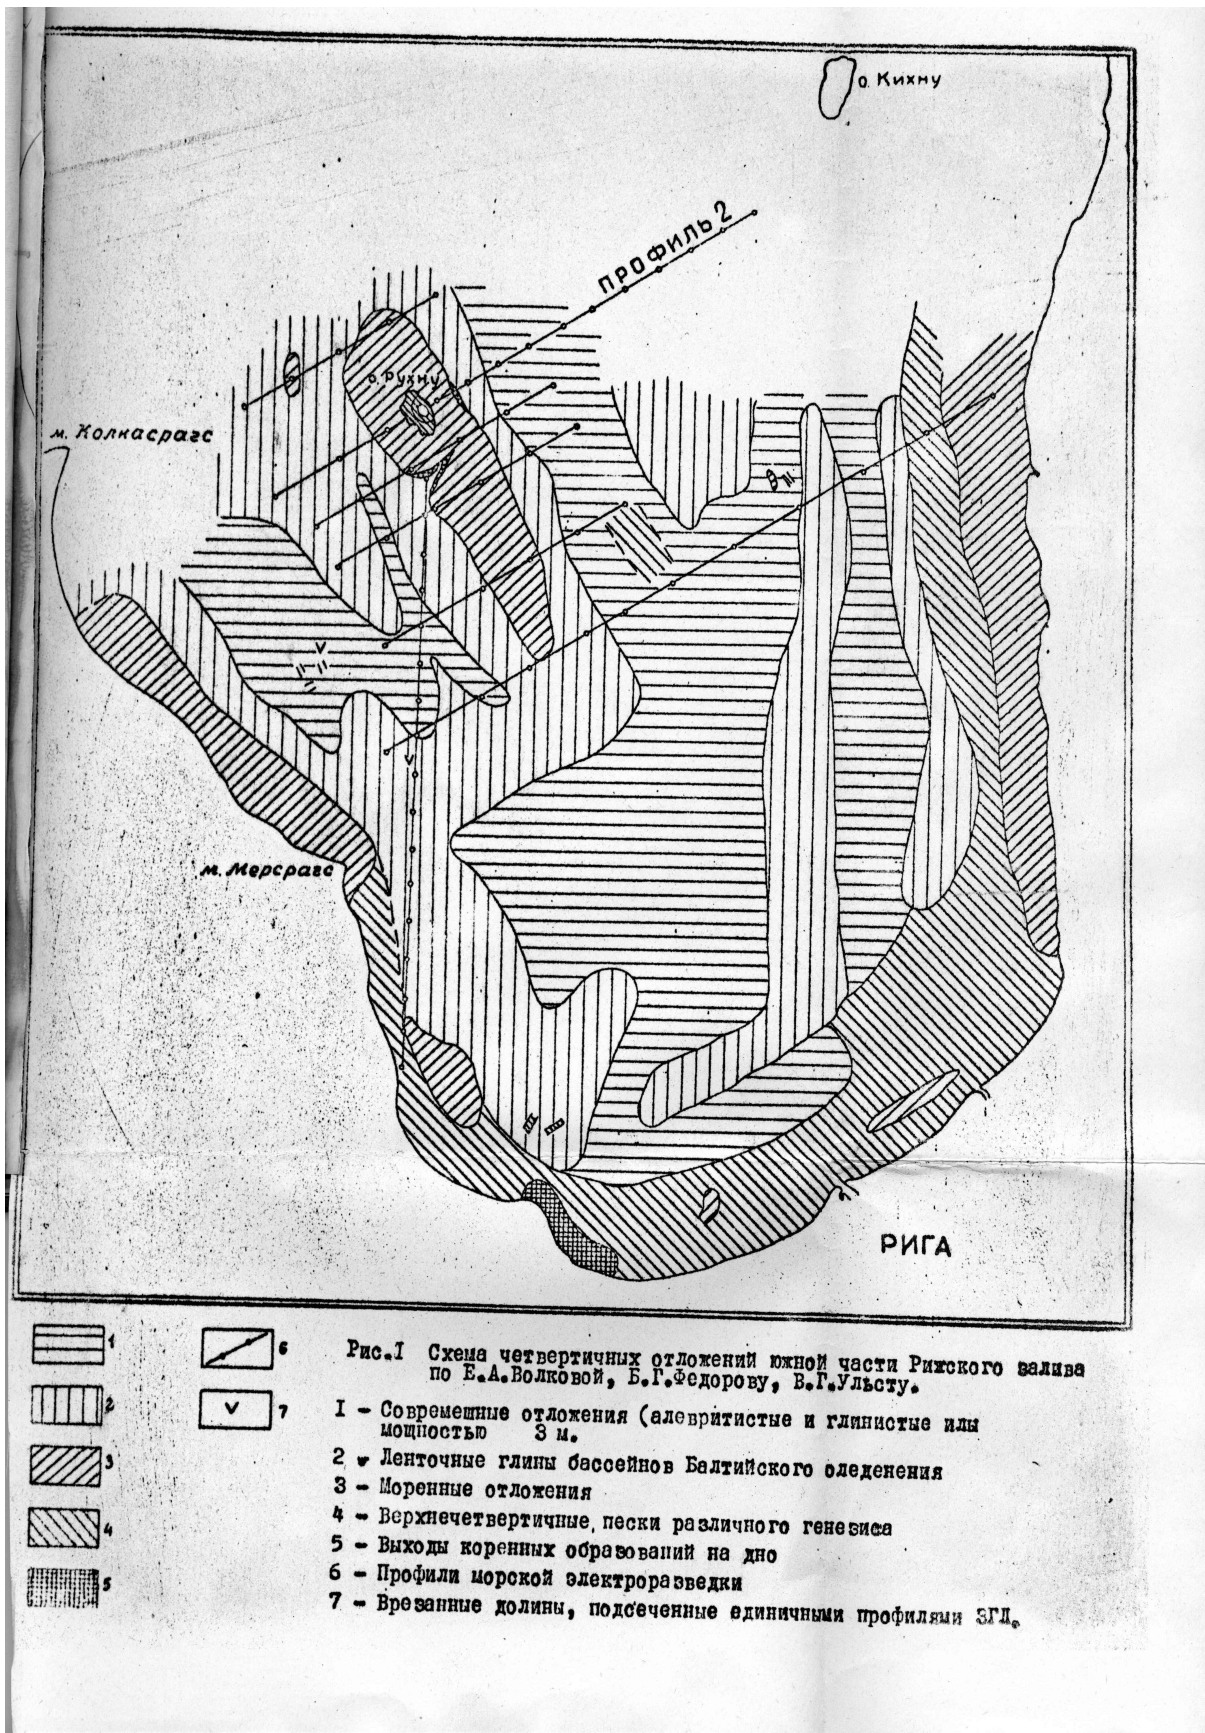 о. Кихну
ПРОФИЛЬ 2
о. Рухну
м. Колкасрагс
м. Мерсрагс
РИГА
1
2
3
4
5
6
7
Рис.I Схема четвертичных отложений южной части Рижского залива
по Е.А.Волковой, Б.Г.Федорову, В.Г.Ульсту.
I - Современные отложения (алевритистые и глинистые илы
мощностью 3 м.
2 - Ленточные глины бассейнов Балтийского оледенения
3 - Моренные отложения
4 - Верхнечетвертичные, пески различного генезиса
5 - Выходы коренных образований на дно
6 - Профили морской электроразведки
7 - Врезанные долины, подсеченные единичными профилями ЗГЛ.